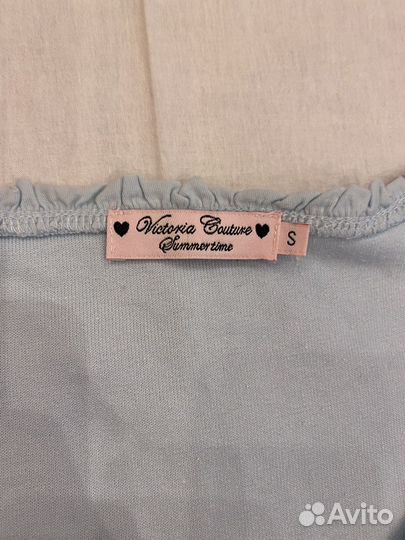 ♥ Victoria Couture ♥
Summertime
S
Avito